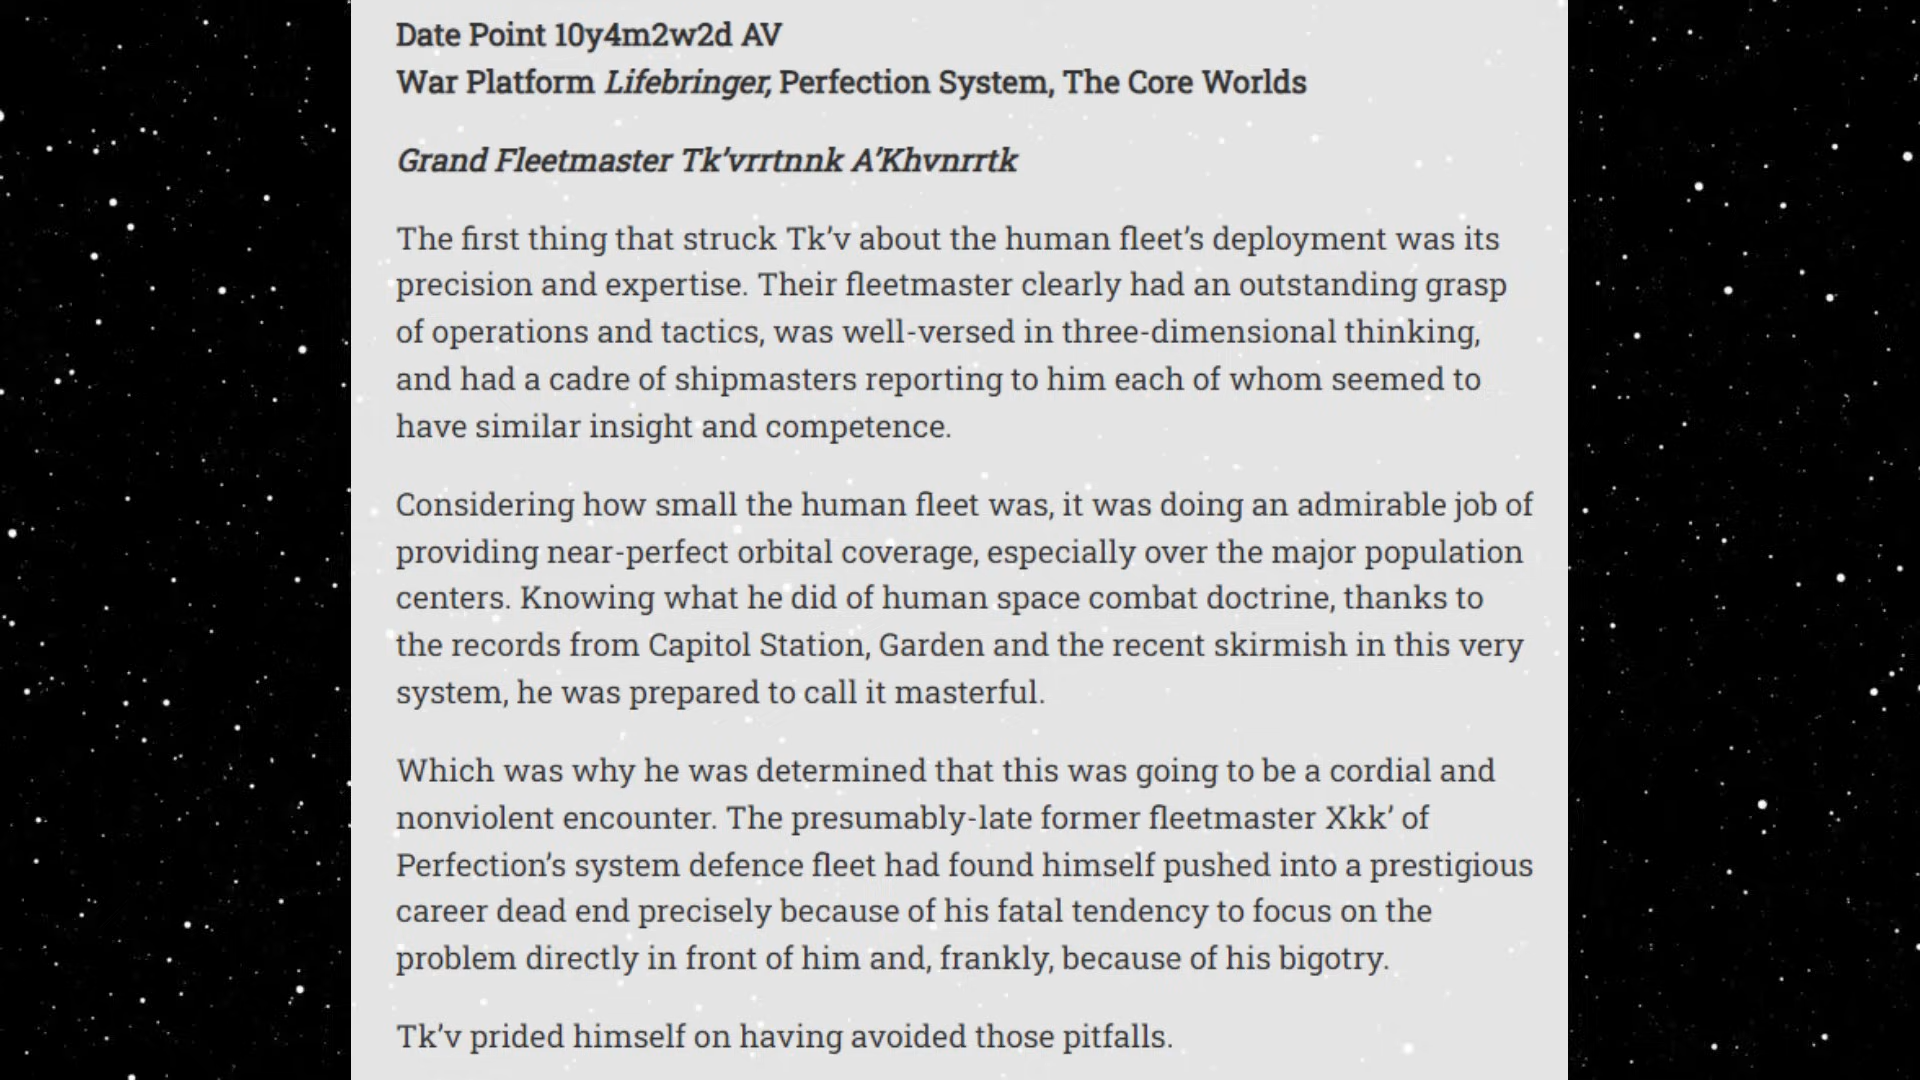 Date Point 10y4m2w2d AV
War Platform Lifebringer, Perfection System, The Core Worlds
Grand Fleetmaster Tk’vrrtnnk A’Khvnrrtk
The first thing that struck Tk’v about the human fleet’s deployment was its
precision and expertise. Their fleetmaster clearly had an outstanding grasp
of operations and tactics, was well-versed in three-dimensional thinking,
and had a cadre of shipmasters reporting to him each of whom seemed to
have similar insight and competence.
Considering how small the human fleet was, it was doing an admirable job of
providing near-perfect orbital coverage, especially over the major population
centers. Knowing what he did of human space combat doctrine, thanks to
the records from Capitol Station, Garden and the recent skirmish in this very
system, he was prepared to call it masterful.
Which was why he was determined that this was going to be a cordial and
nonviolent encounter. The presumably-late former fleetmaster Xkk’ of
Perfection’s system defence fleet had found himself pushed into a prestigious
career dead end precisely because of his fatal tendency to focus on the
problem directly in front of him and, frankly, because of his bigotry.
Tk’v prided himself on having avoided those pitfalls.